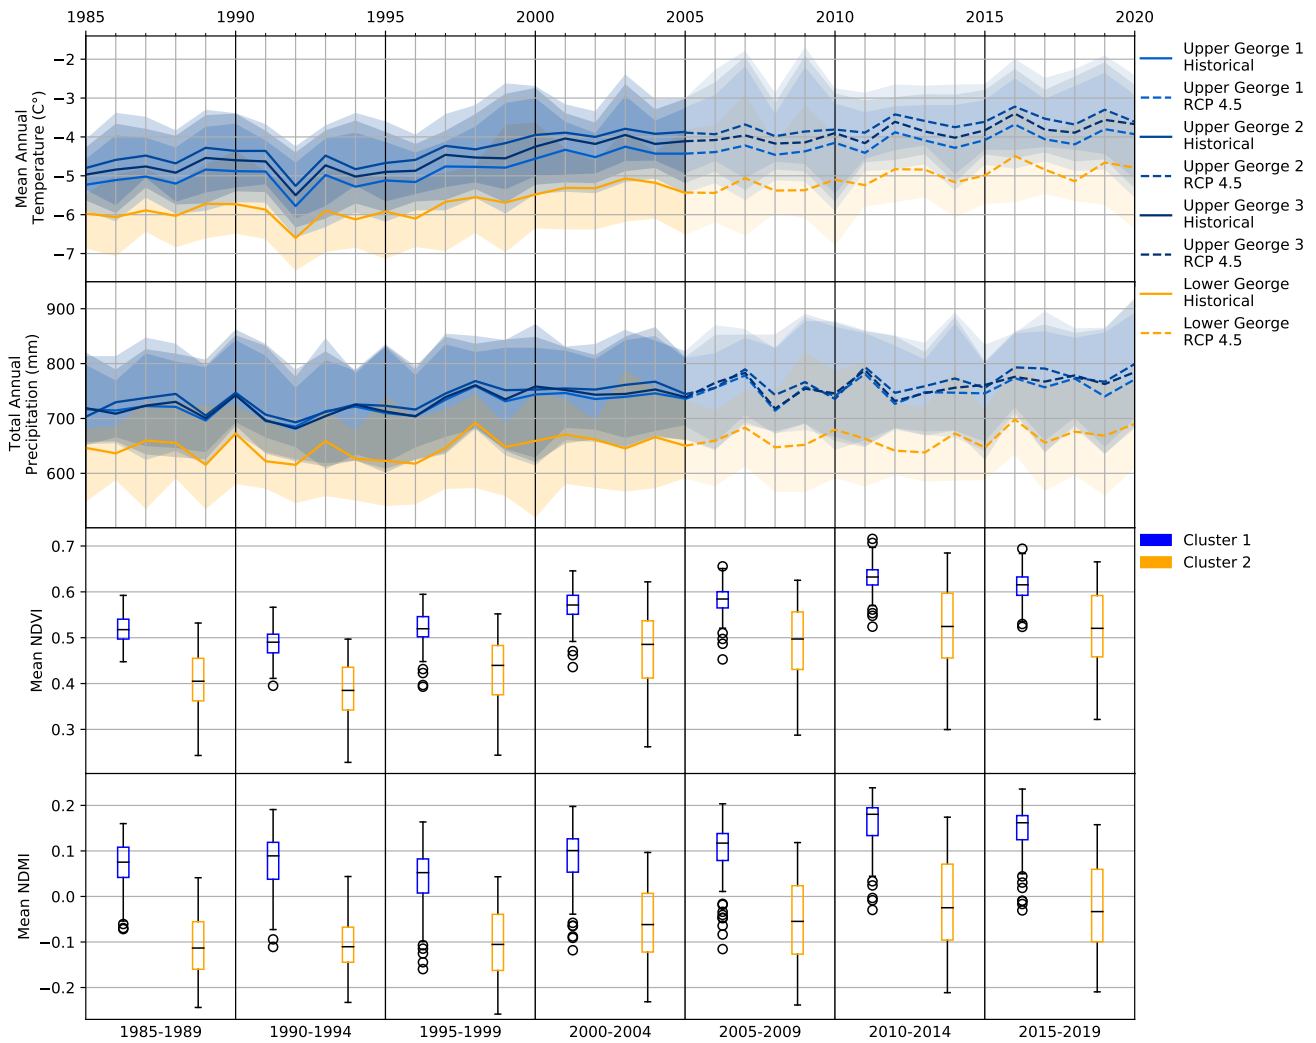 1985 1990 1995 2000 2005 2010 2015 2020
Mean Annual
Temperature (C°)
−2
−3
−4
−5
−6
−7
Upper George 1
Historical
Upper George 1
RCP 4.5
Upper George 2
Historical
Upper George 2
RCP 4.5
Upper George 3
Historical
Upper George 3
RCP 4.5
Lower George
Historical
Lower George
RCP 4.5
Total Annual
Precipitation (mm)
900
800
700
600
Mean NDVI
0.7
0.6
0.5
0.4
0.3
Cluster 1
Cluster 2
Mean NDMI
0.2
0.1
0.0
−0.1
−0.2
1985-1989 1990-1994 1995-1999 2000-2004 2005-2009 2010-2014 2015-2019